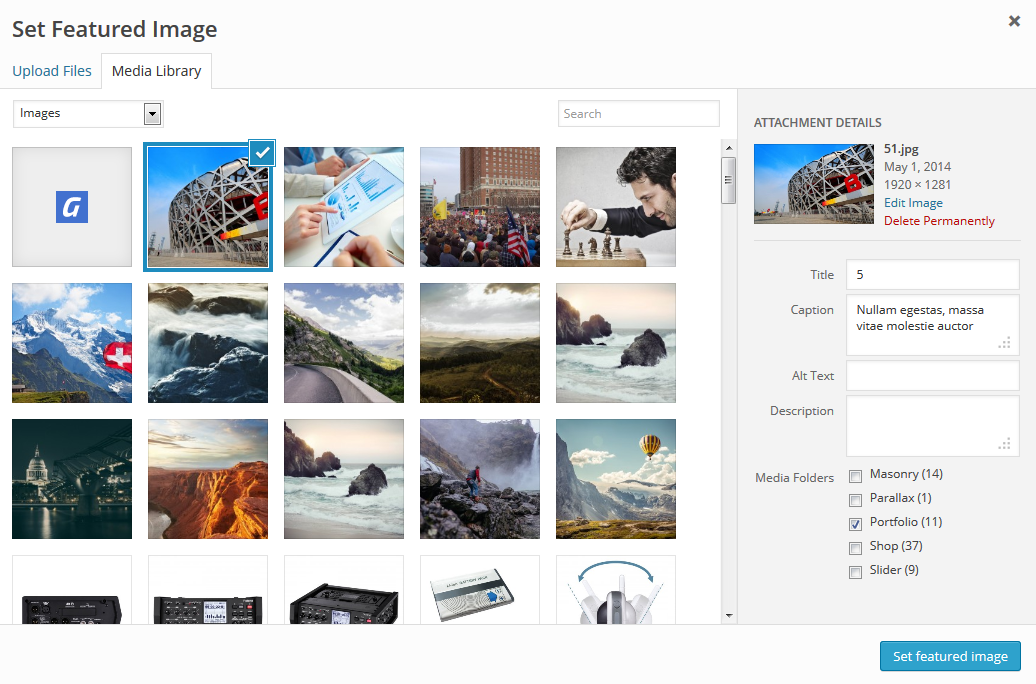 Set Featured Image
Upload Files
Media Library
Images
Search
G
ATTACHMENT DETAILS
51.jpg
May 1, 2014
1920 × 1281
Edit Image
Delete Permanently
Title
5
Caption
Nullam egestas, massa
vitae molestie auctor
Alt Text
Description
Media Folders
Masonry (14)
Parallax (1)
Portfolio (11)
Shop (37)
Slider (9)
Set featured image